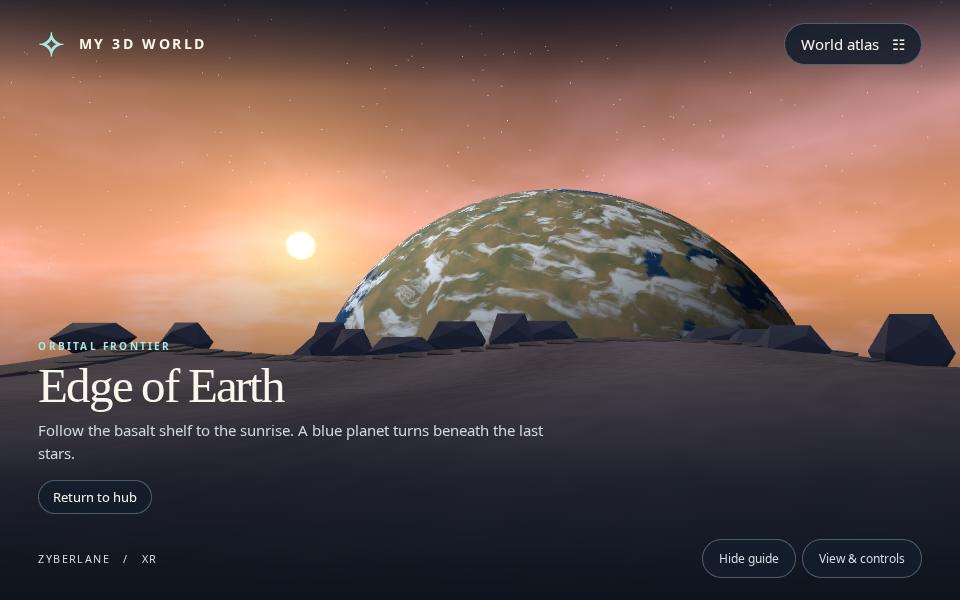 MY 3D WORLD
World atlas
ORBITAL FRONTIER
Edge of Earth
Follow the basalt shelf to the sunrise. A blue planet turns beneath the last
stars.
Return to hub
ZYBERLANE / XR
Hide guide
View & controls